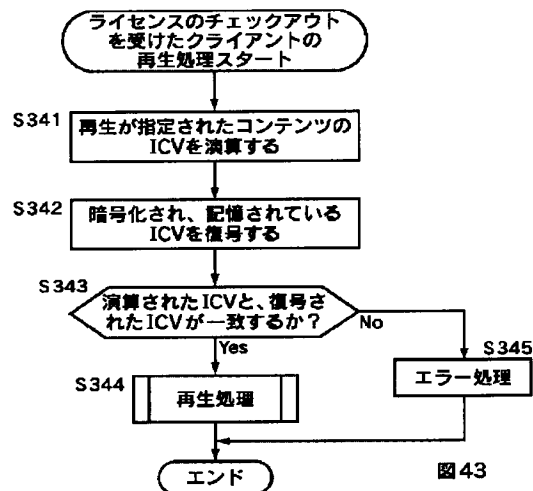 ライセンスのチェックアウト
を受けたクライアントの
再生処理スタート
S341
再生が指定されたコンテンツの
ICVを演算する
S342
暗号化され、記憶されている
ICVを復号する
S343
演算されたICVと、復号さ
れたICVが一致するか?
No
Yes
S345
エラー処理
S344
再生処理
エンド
図43